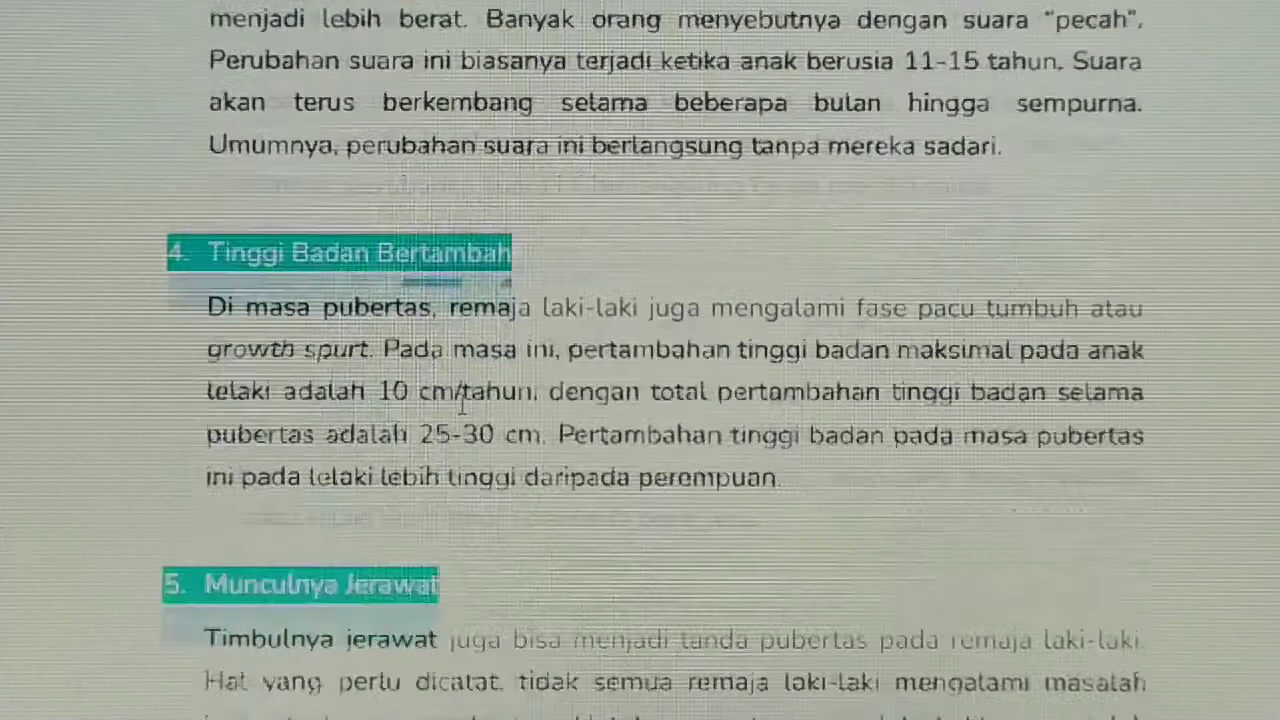 menjadi lebih berat. Banyak orang menyebutnya dengan suara "pecah".
Perubahan suara ini biasanya terjadi ketika anak berusia 11-15 tahun. Suara
akan terus berkembang selama beberapa bulan hingga sempurna.
Umumnya, perubahan suara ini berlangsung tanpa mereka sadari.
4. Tinggi Badan Bertambah
Di masa pubertas, remaja laki-laki juga mengalami fase pacu tumbuh atau
growth spurt. Pada masa ini, pertambahan tinggi badan maksimal pada anak
lelaki adalah 10 cm/tahun, dengan total pertambahan tinggi badan selama
pubertas adalah 25-30 cm. Pertambahan tinggi badan pada masa pubertas
ini pada lelaki lebih tinggi daripada perempuan.
5. Munculnya Jerawat
Timbulnya jerawat juga bisa menjadi tanda pubertas pada remaja laki-laki.
Hal yang perlu dicatat, tidak semua remaja laki-laki mengalami masalah